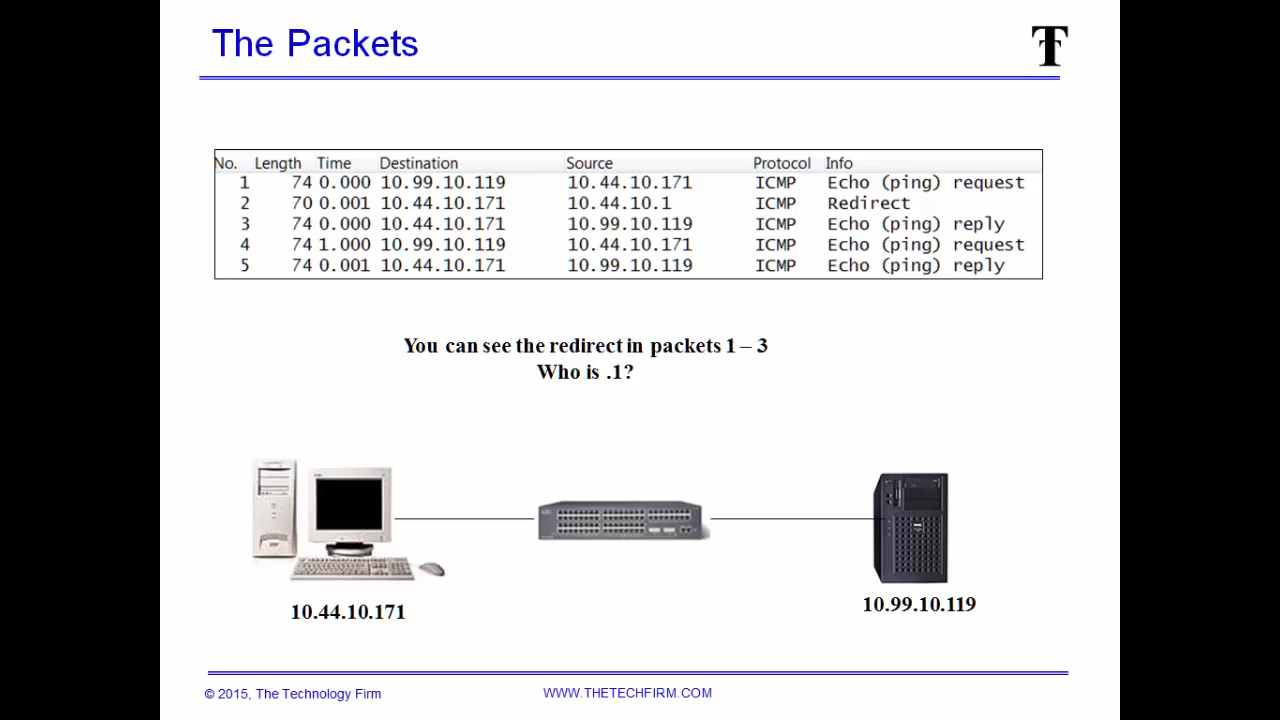 The Packets
No. Length Time Destination Source Protocol Info
1 74 0.000 10.99.10.119 10.44.10.171 ICMP Echo (ping) request
2 70 0.001 10.44.10.171 10.44.10.1 ICMP Redirect
3 74 0.000 10.44.10.171 10.99.10.119 ICMP Echo (ping) reply
4 74 1.000 10.99.10.119 10.44.10.171 ICMP Echo (ping) request
5 74 0.001 10.44.10.171 10.99.10.119 ICMP Echo (ping) reply
You can see the redirect in packets 1 – 3
Who is .1?
10.44.10.171
10.99.10.119
© 2015, The Technology Firm
WWW.THETECHFIRM.COM